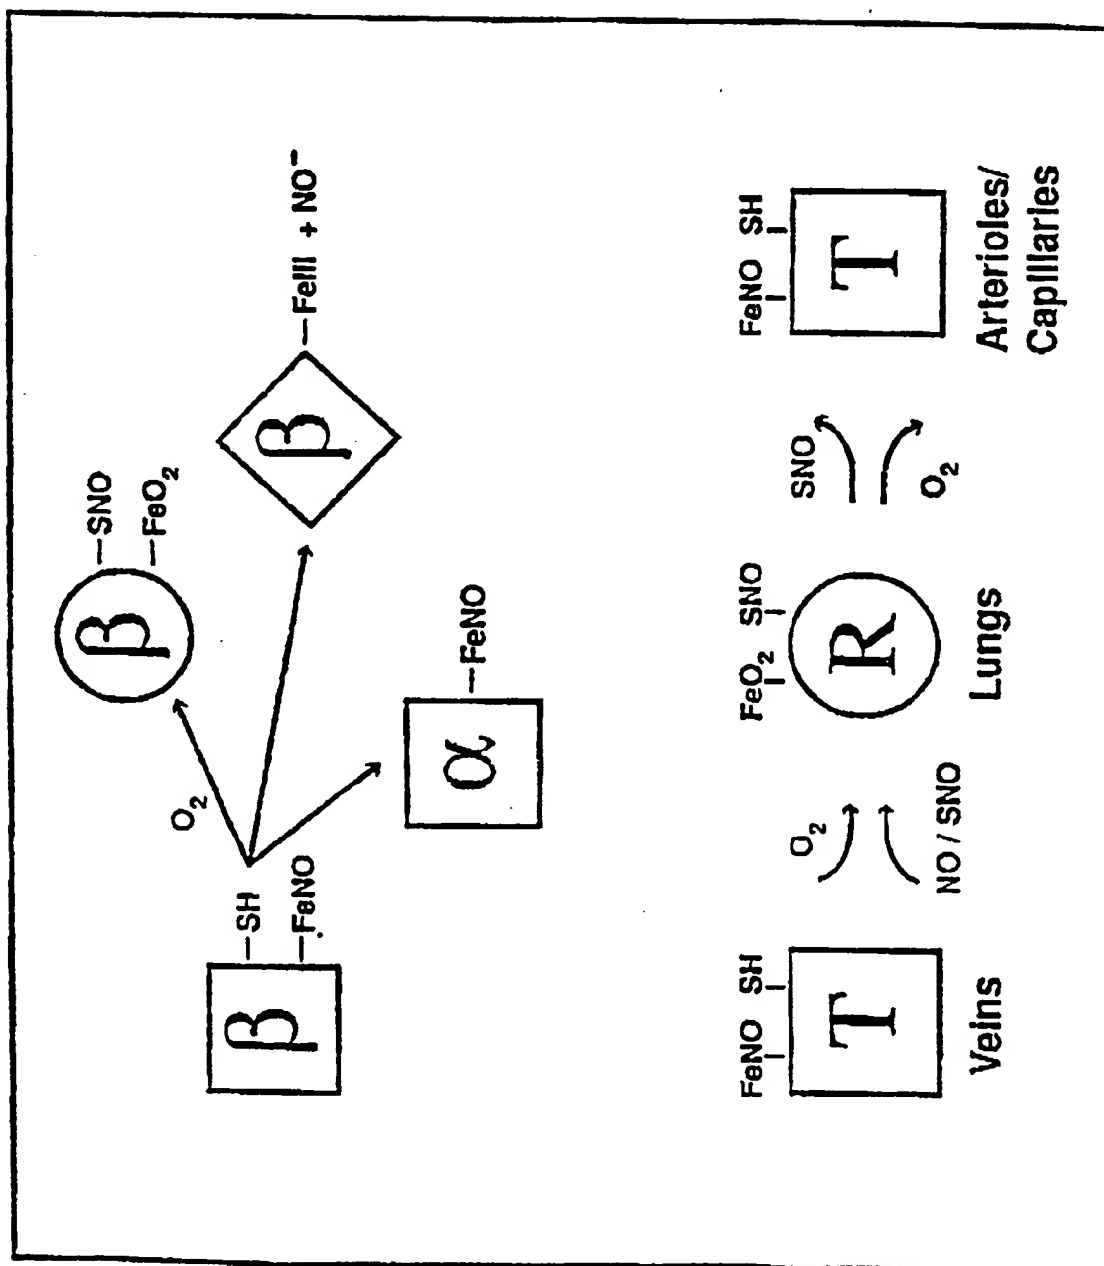 β
–SNO
–FeO₂
O₂
β
–SH
–FeNO
β
–FeIII + NO⁻
α
–FeNO
FeNO SH
T
Veins
O₂
NO / SNO
FeO₂ SNO
R
Lungs
SNO
O₂
FeNO SH
T
Arterioles/
Capillaries